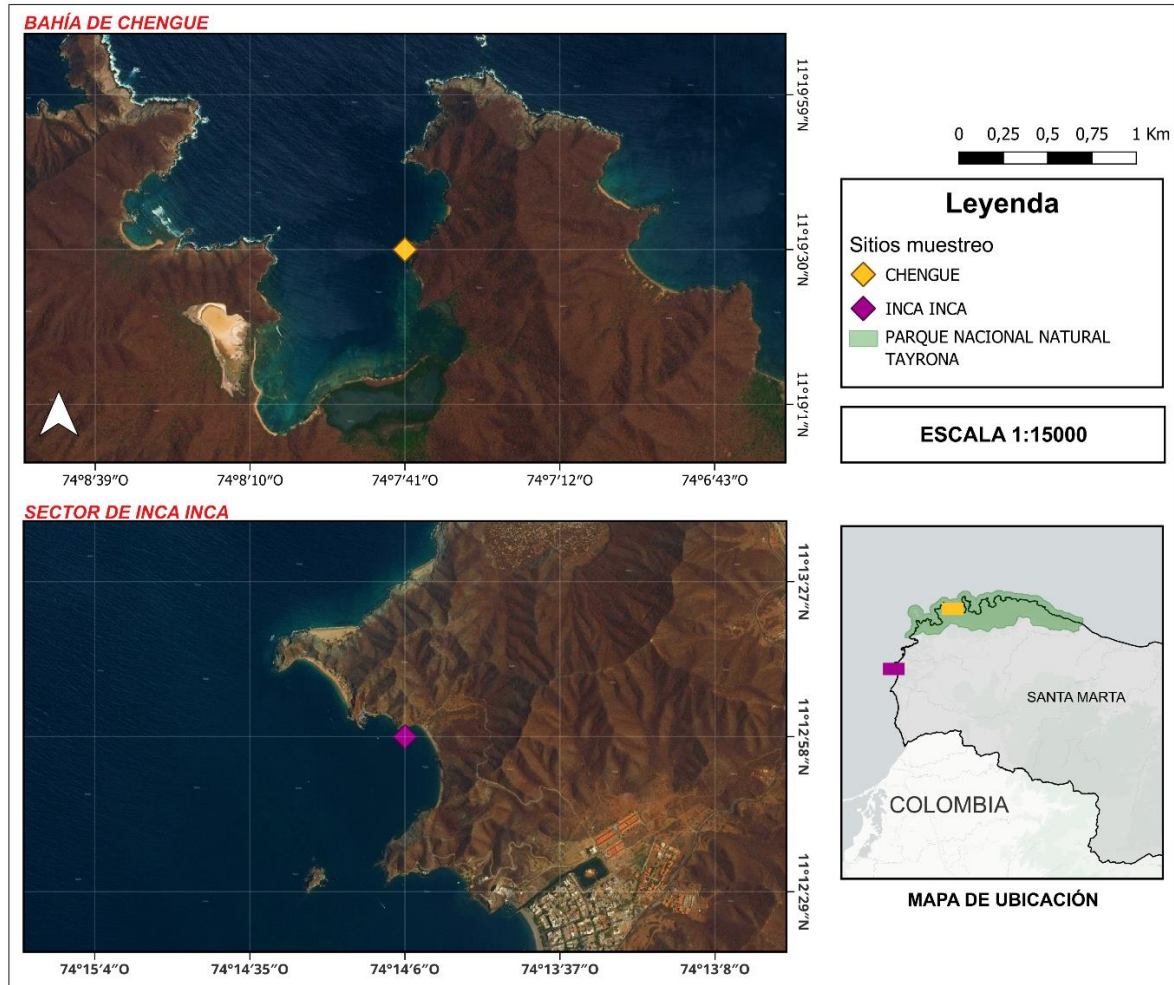 BAHÍA DE CHENGUE
11°19′59″N
11°19′30″N
11°19′1″N
74°8′39″O
74°8′10″O
74°7′41″O
74°7′12″O
74°6′43″O
0 0,25 0,5 0,75 1 Km
Leyenda
Sitios muestreo
CHENGUE
INCA INCA
PARQUE NACIONAL NATURAL
TAYRONA
ESCALA 1:15000
SECTOR DE INCA INCA
11°13′27″N
11°12′58″N
11°12′29″N
74°15′4″O
74°14′35″O
74°14′6″O
74°13′37″O
74°13′8″O
SANTA MARTA
COLOMBIA
MAPA DE UBICACIÓN